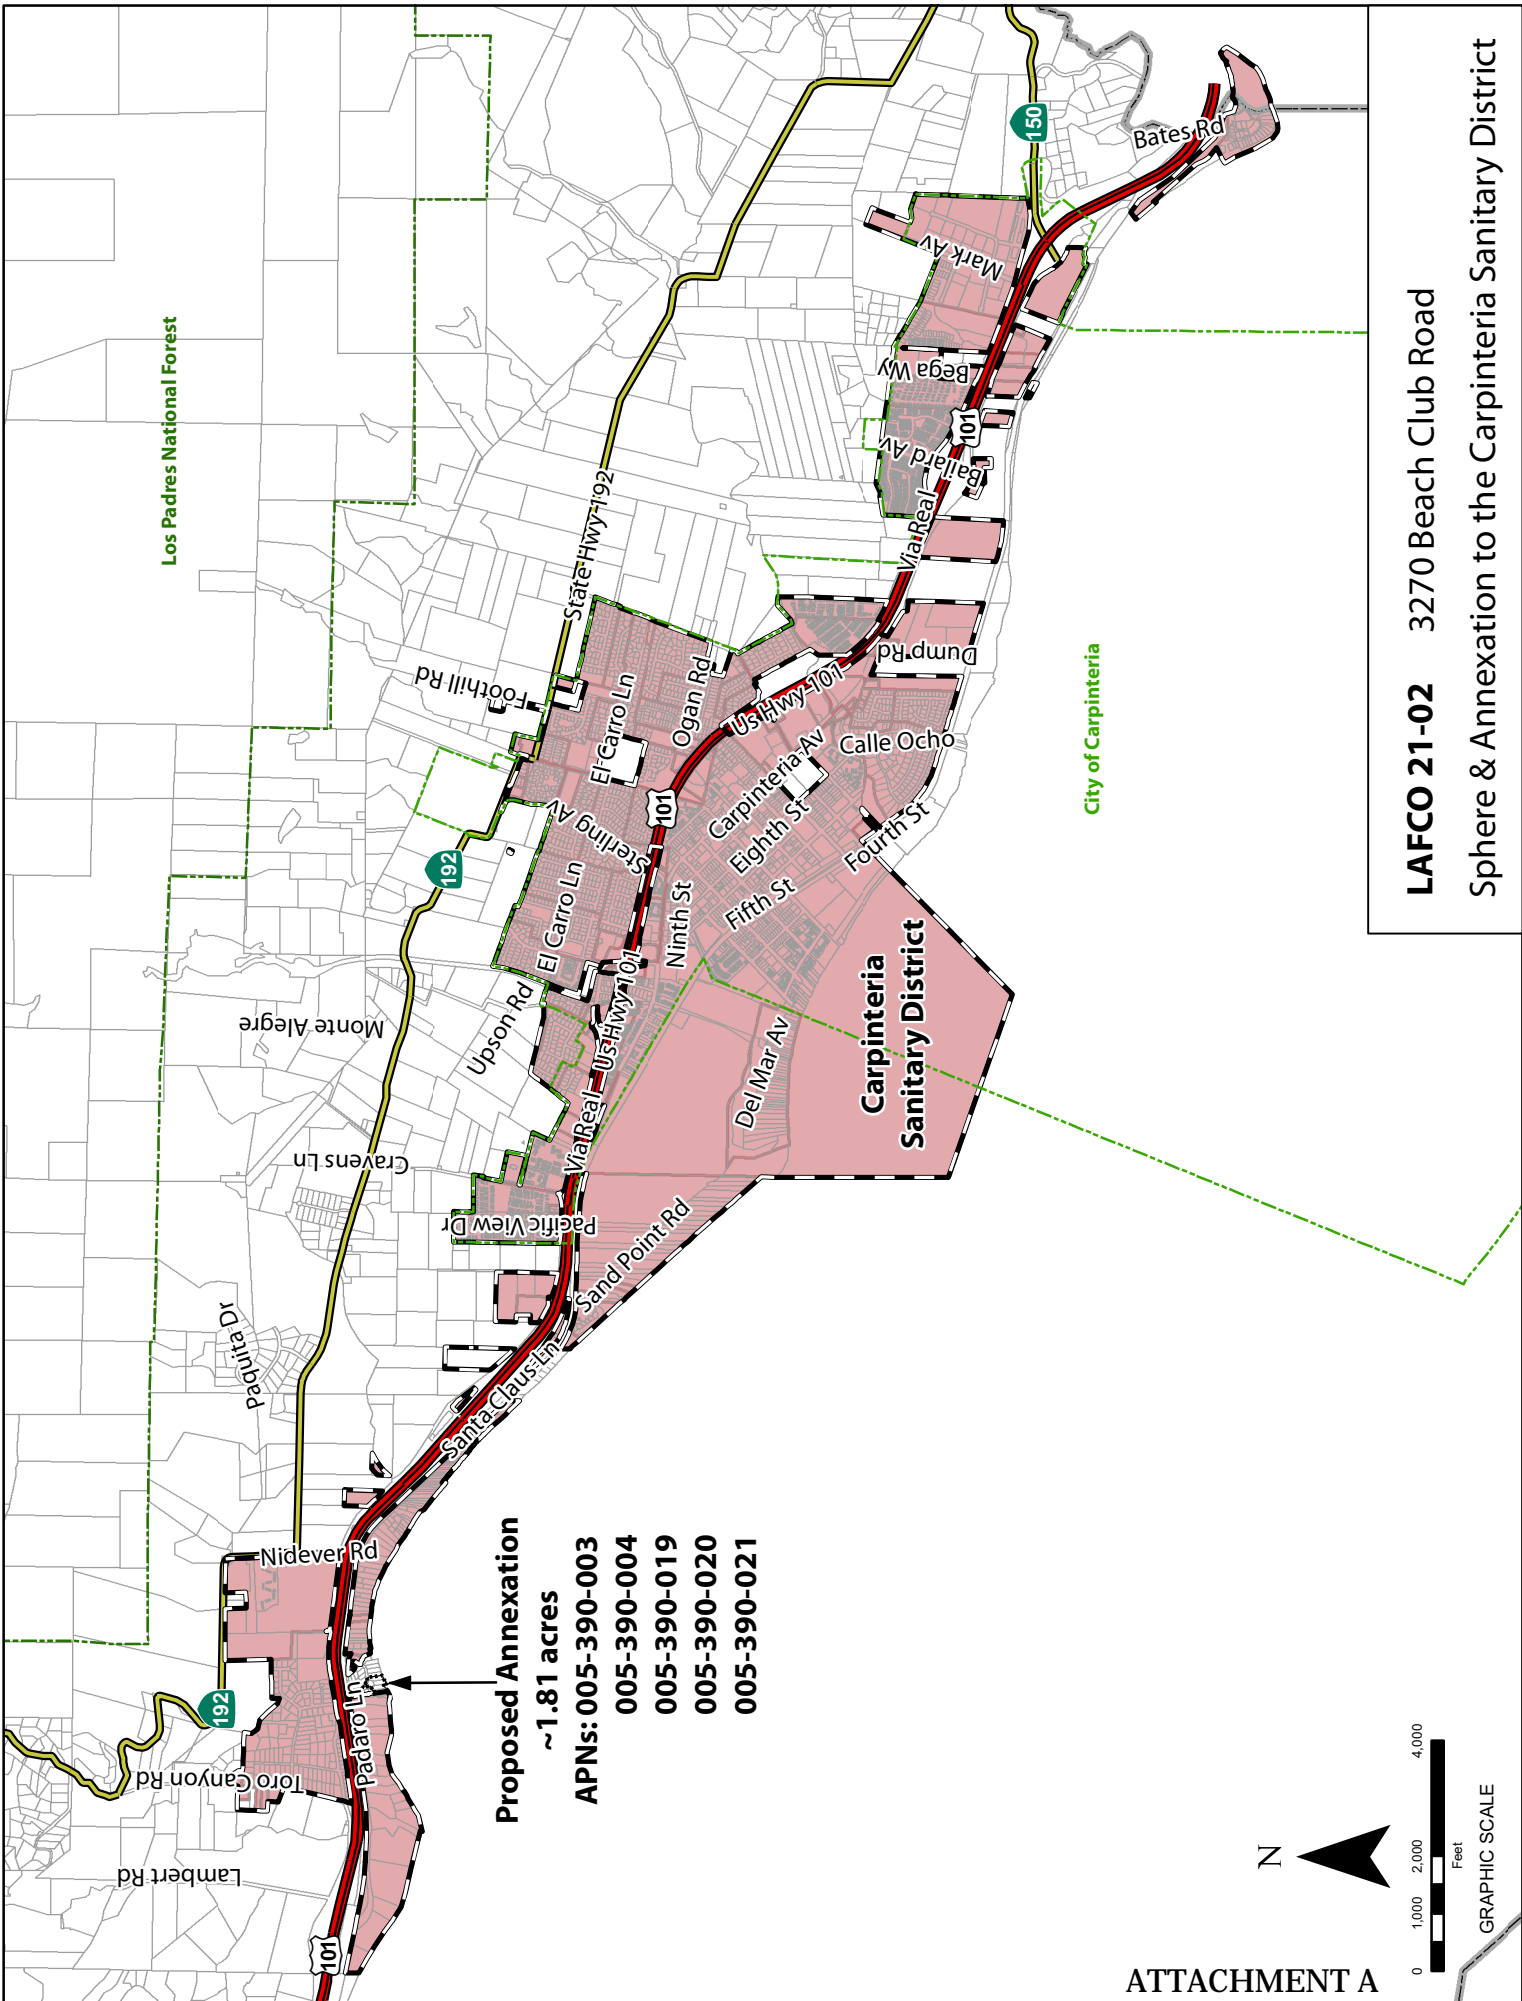 Los Padres National Forest
150
Bates Rd
Mark Av
Bega Wy
Bailard Av
101
Via Real
State Hwy 192
Foothill Rd
El Carro Ln
Ogan Rd
Us Hwy 101
Dump Rd
Calle Ocho
Carpinteria Av
Eighth St
Fourth St
Fifth St
Ninth St
101
Sterling Av
El Carro Ln
192
Us Hwy 101
Upson Rd
Monte Alegre
Cravens Ln
Via Real
Pacific View Dr
Del Mar Av
Carpinteria
Sanitary District
City of Carpinteria
Sand Point Rd
Santa Claus Ln
Paquita Dr
Nidever Rd
192
Padaro Ln
Toro Canyon Rd
Lambert Rd
101
Proposed Annexation
~1.81 acres
APNs: 005-390-003
005-390-004
005-390-019
005-390-020
005-390-021
N
0 1,000 2,000 4,000
Feet
GRAPHIC SCALE
LAFCO 21-02 3270 Beach Club Road
Sphere & Annexation to the Carpinteria Sanitary District
ATTACHMENT A